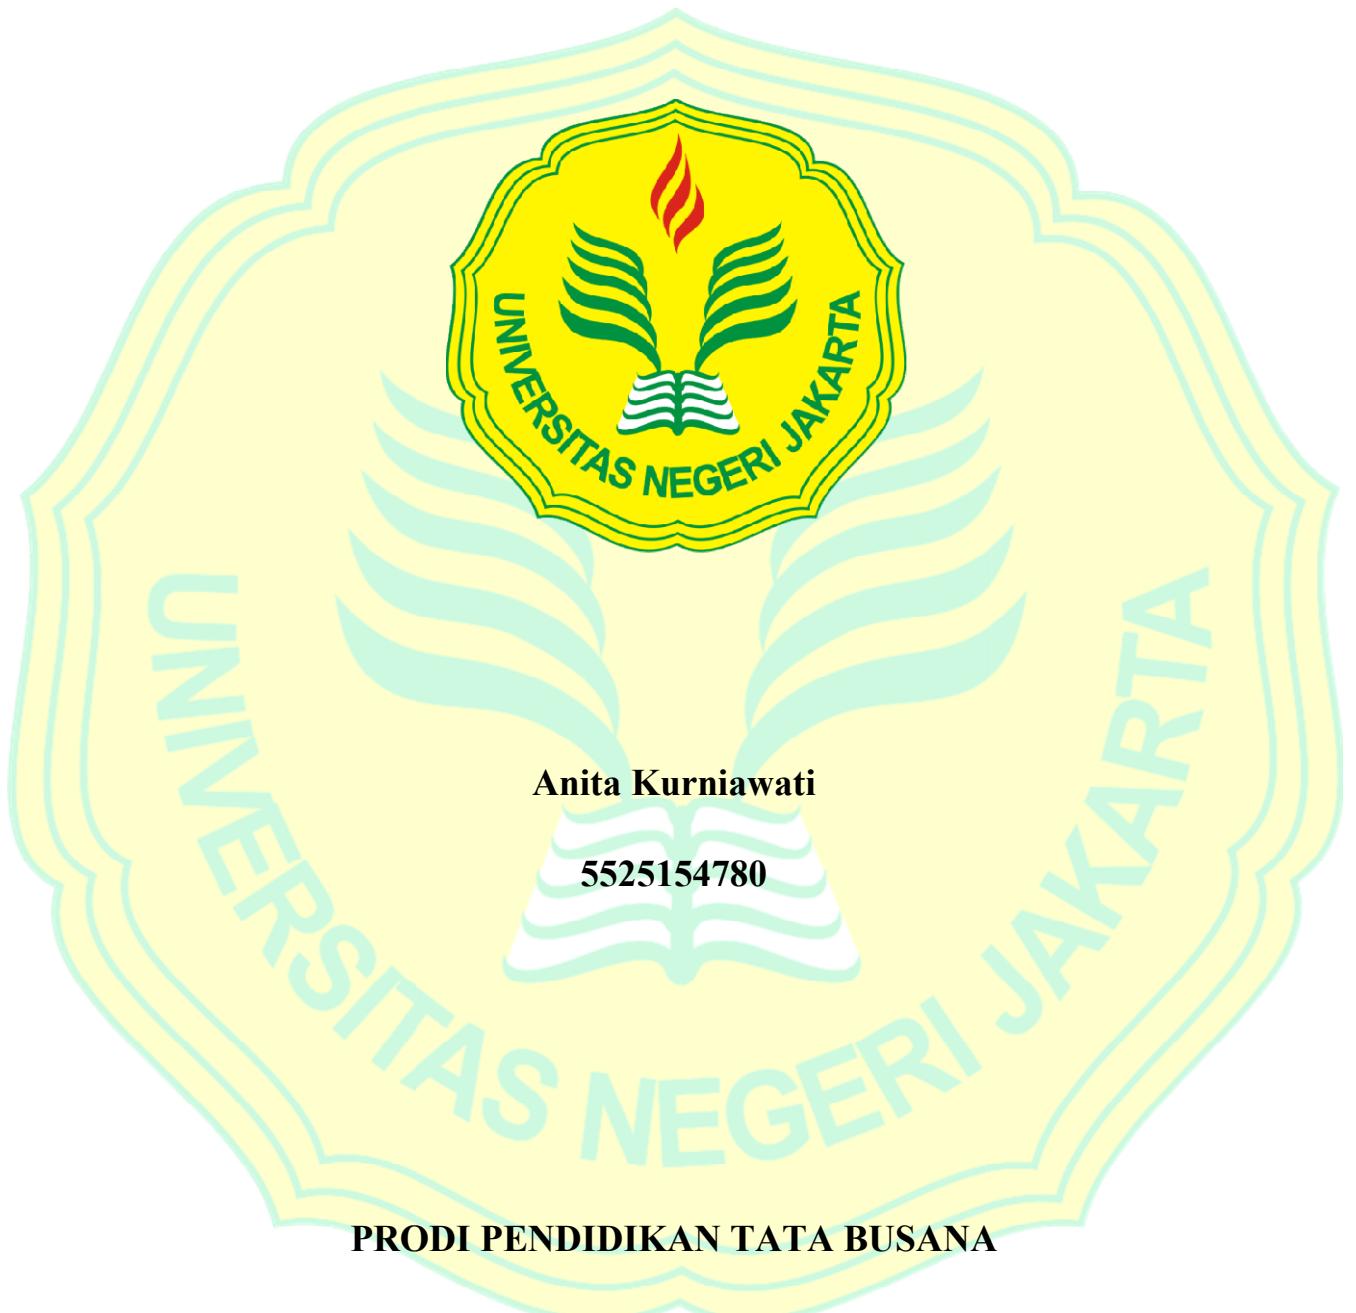 UNIVERSITAS NEGERI JAKARTA
Anita Kurniawati
5525154780
UNIVERSITAS NEGERI JAKARTA
PRODI PENDIDIKAN TATA BUSANA